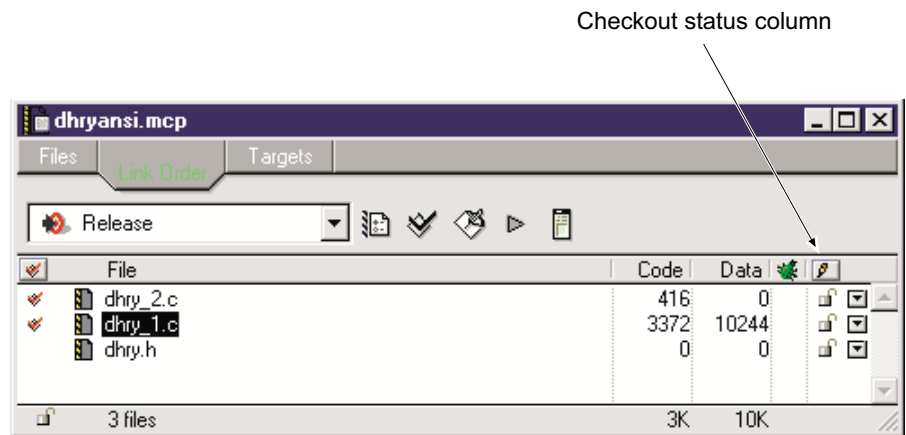 Checkout status column
dhryansi.mcp
Files Link Order Targets
Release
File Code Data
dhry_2.c 416 0
dhry_1.c 3372 10244
dhry.h 0 0
3 files 3K 10K